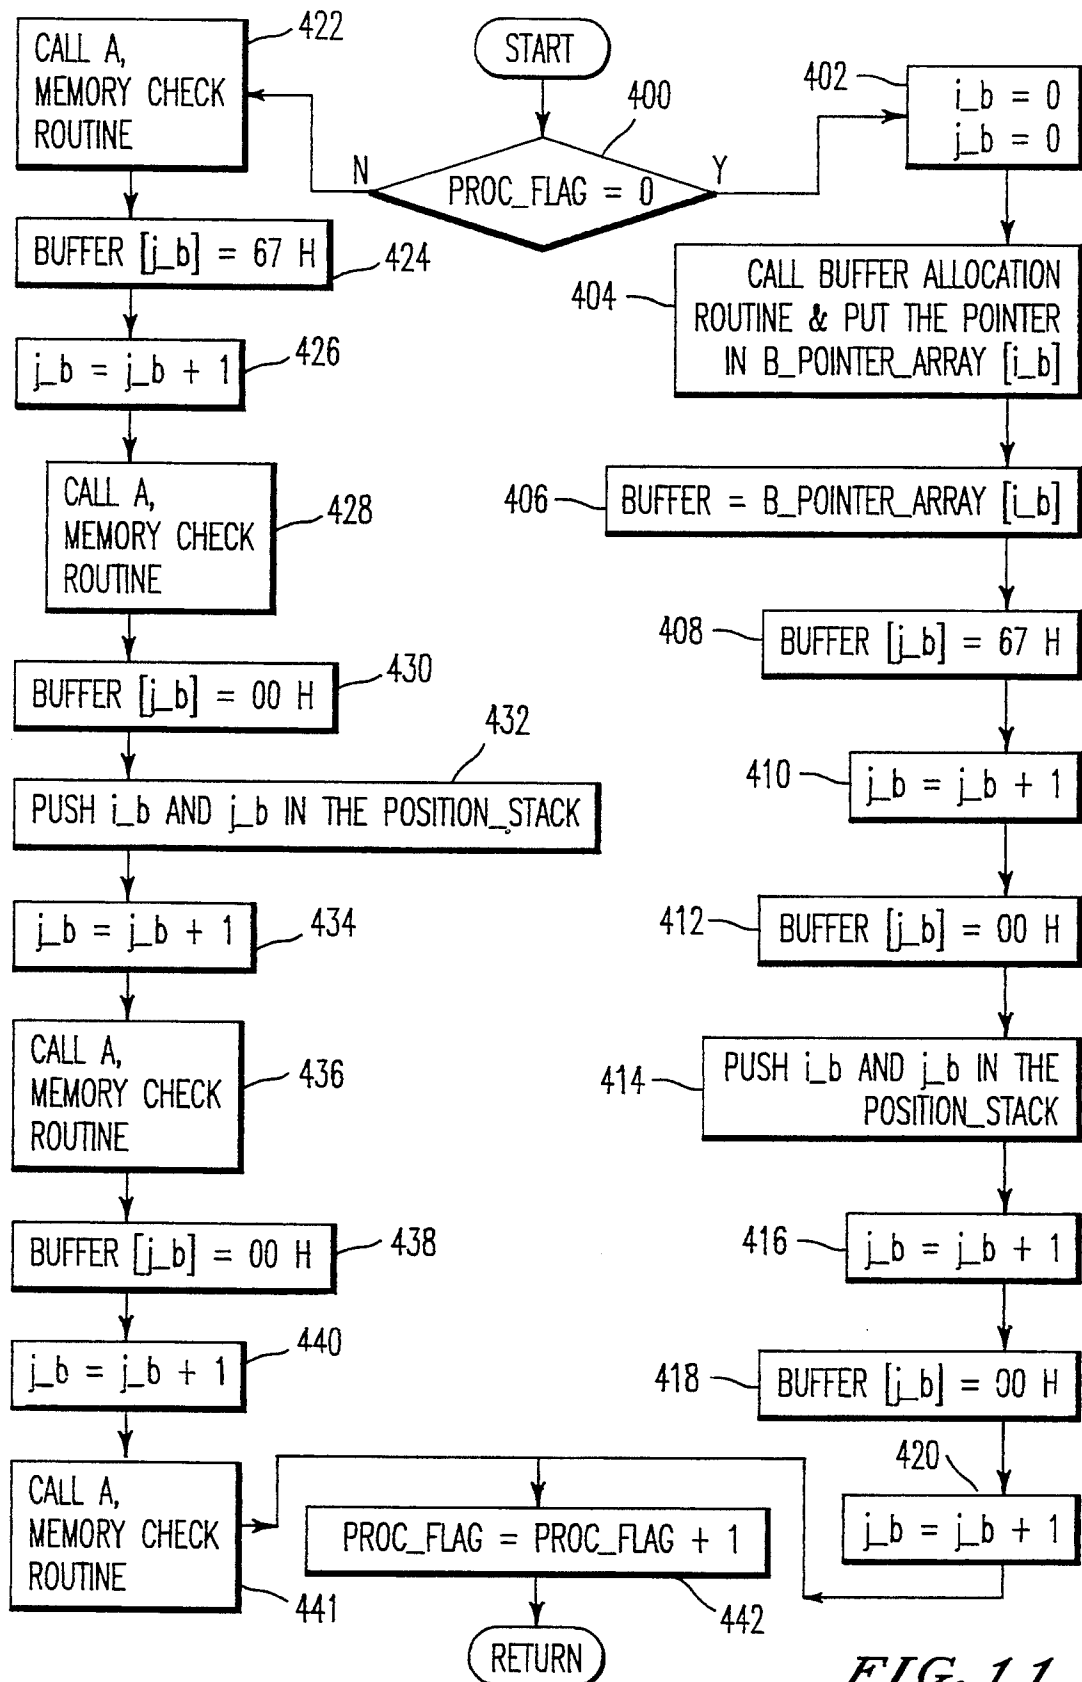 START
400
PROC_FLAG = 0
N
Y
422
CALL A,
MEMORY CHECK
ROUTINE
BUFFER [j_b] = 67 H
424
j_b = j_b + 1
426
CALL A,
MEMORY CHECK
ROUTINE
428
BUFFER [j_b] = 00 H
430
432
PUSH i_b AND j_b IN THE POSITION_STACK
j_b = j_b + 1
434
CALL A,
MEMORY CHECK
ROUTINE
436
BUFFER [j_b] = 00 H
438
j_b = j_b + 1
440
CALL A,
MEMORY CHECK
ROUTINE
441
402
i_b = 0
j_b = 0
404
CALL BUFFER ALLOCATION
ROUTINE & PUT THE POINTER
IN B_POINTER_ARRAY [i_b]
406
BUFFER = B_POINTER_ARRAY [i_b]
408
BUFFER [j_b] = 67 H
410
j_b = j_b + 1
412
BUFFER [j_b] = 00 H
414
PUSH i_b AND j_b IN THE
POSITION_STACK
416
j_b = j_b + 1
418
BUFFER [j_b] = 00 H
420
j_b = j_b + 1
PROC_FLAG = PROC_FLAG + 1
442
RETURN
FIG. 11